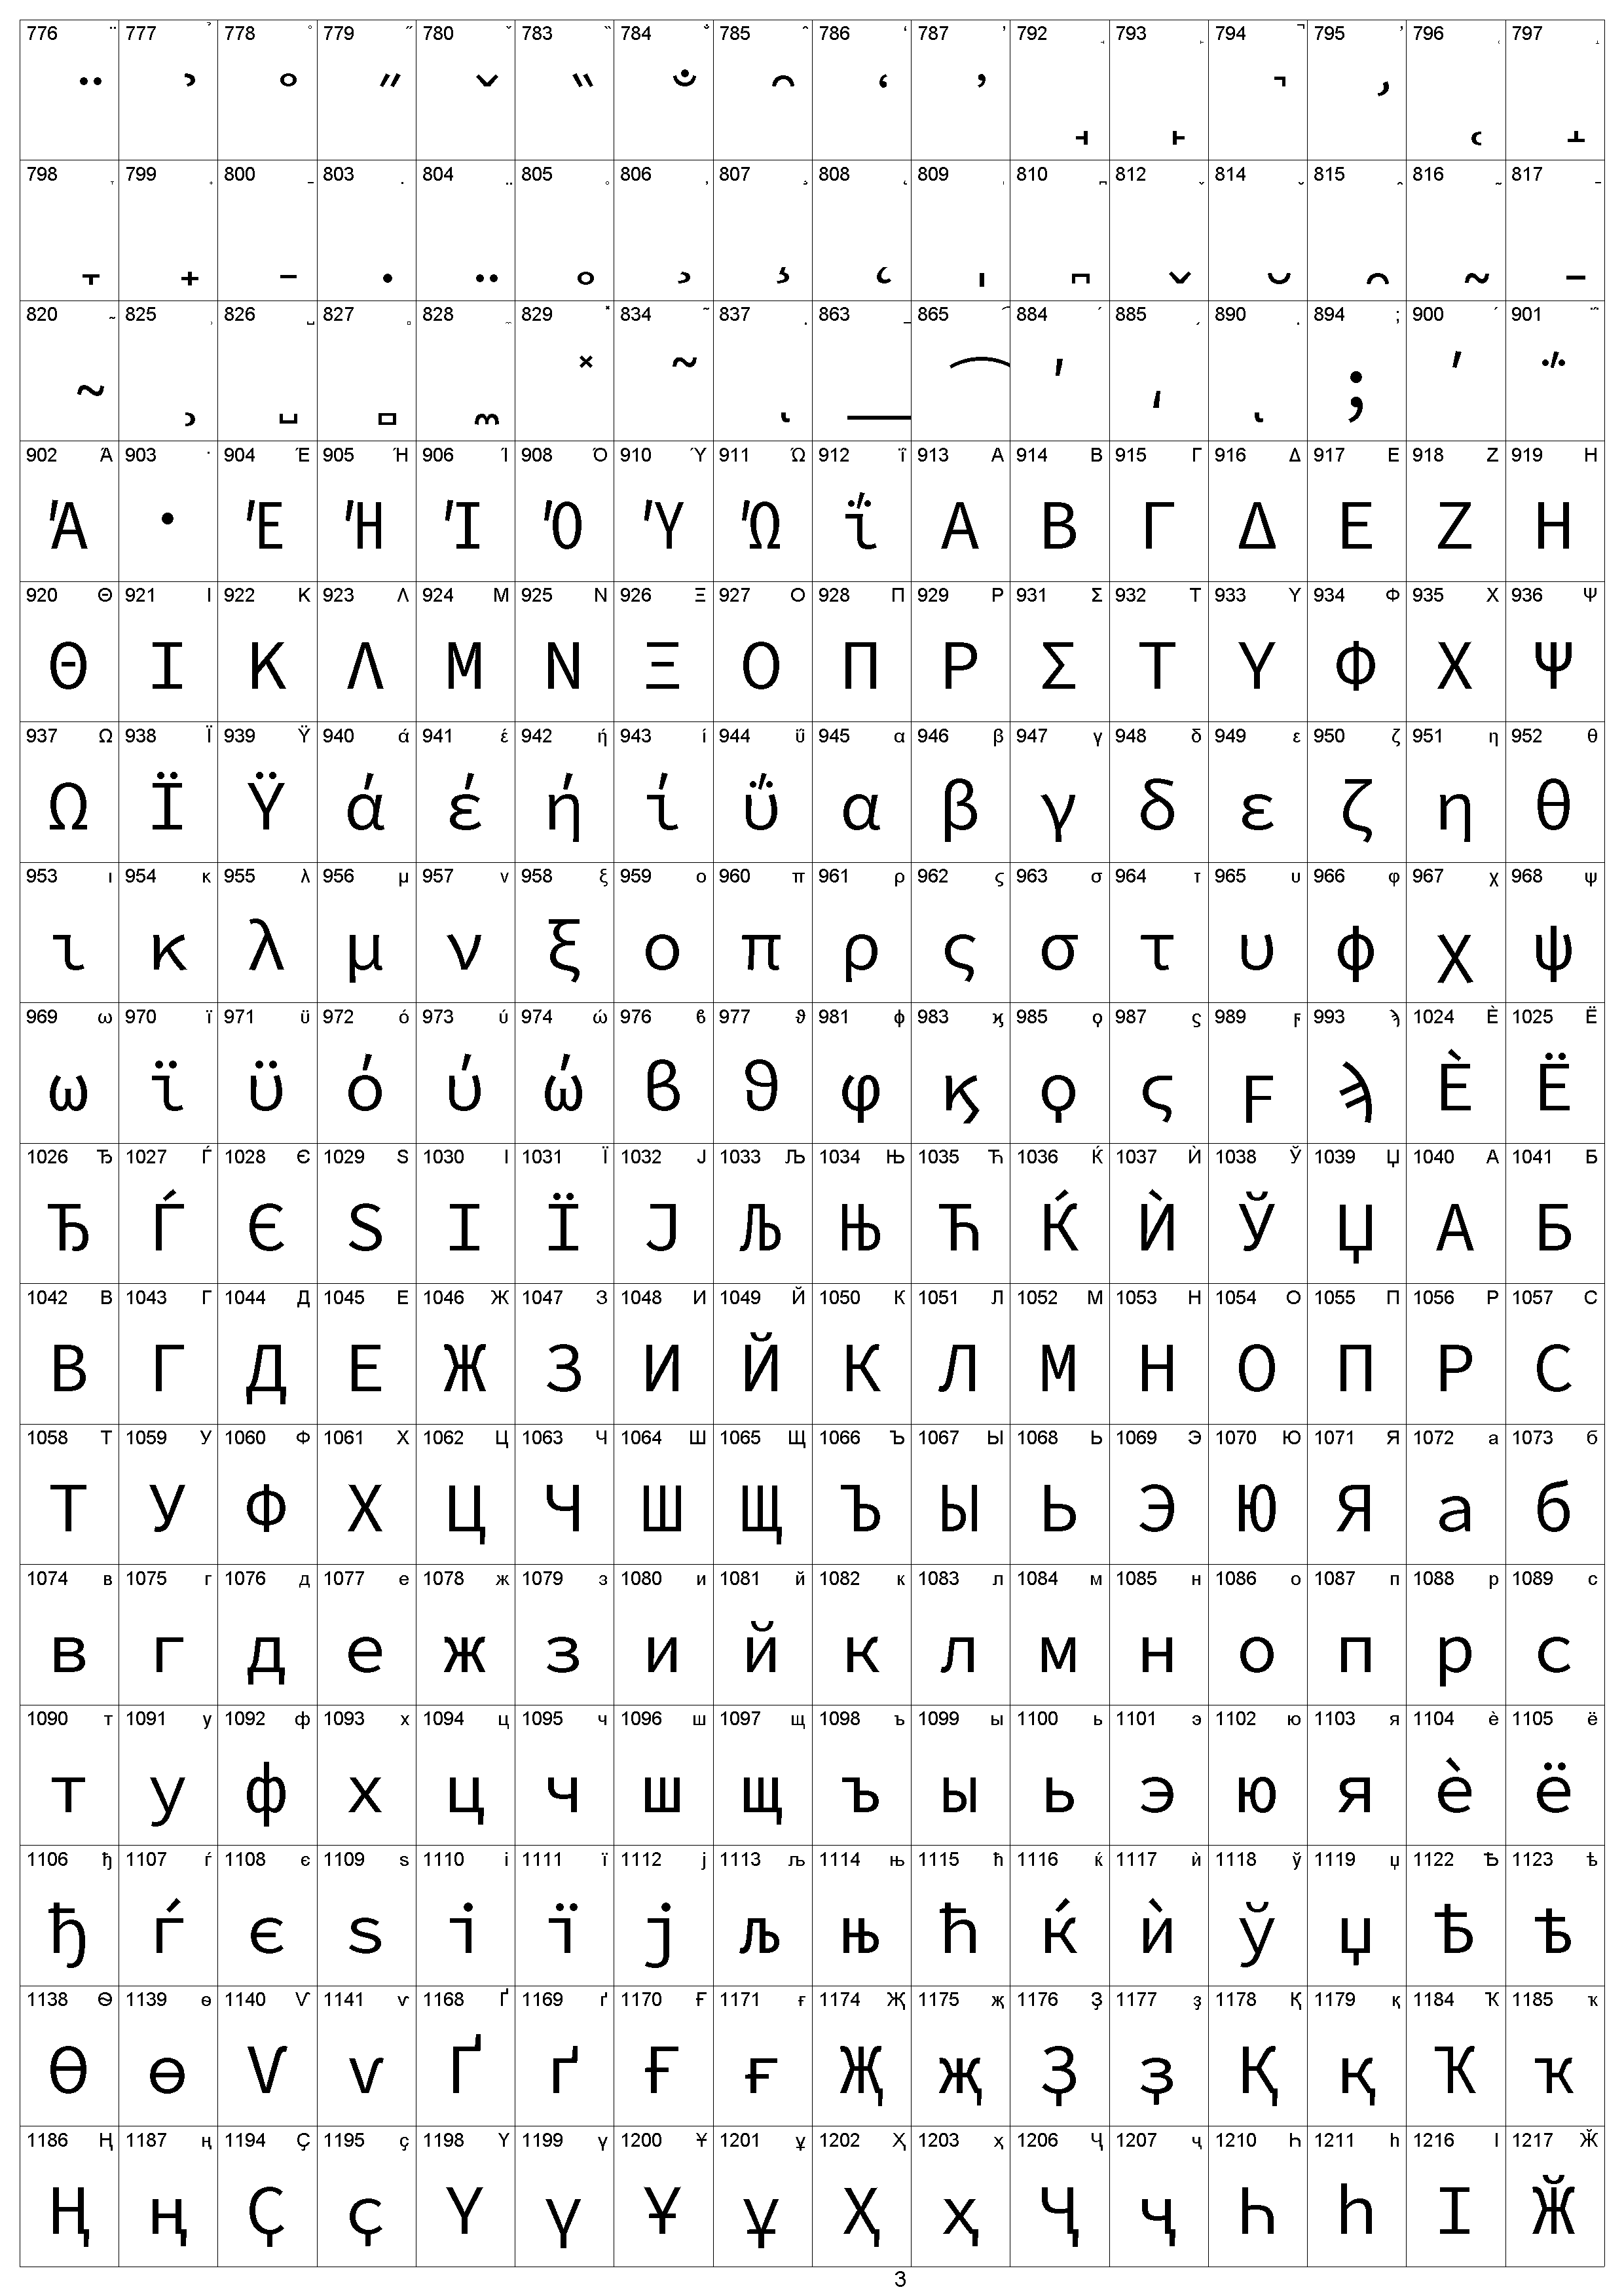 776 ̈ 777 ̉ 778 ̊ 779 ̋ 780 ̌ 783 ̏ 784 ̐ 785 ̑ 786 ̒ 787 ̓ 792 ̘ 793 ̙ 794 ̚ 795 ̛ 796 ̜ 797 ̝
 ̈  ̉  ̊  ̋  ̌  ̏  ̐  ̑  ̒  ̓  ̘  ̙  ̚  ̛  ̜  ̝
798 ̞ 799 ̟ 800 ̠ 803 ̣ 804 ̤ 805 ̥ 806 ̦ 807 ̧ 808 ̨ 809 ̩ 810 ̪ 812 ̬ 814 ̮ 815 ̯ 816 ̰ 817 ̱
 ̞  ̟  ̠  ̣  ̤  ̥  ̦  ̧  ̨  ̩  ̪  ̬  ̮  ̯  ̰  ̱
820 ̴ 825 ̹ 826 ̺ 827 ̻ 828 ̼ 829 ̽ 834 ͂ 837 ͅ 863 ͟ 865 ͡ 884 ʹ 885 ͵ 890 ͺ 894 ; 900 ΄ 901 ΅
 ̴  ̹  ̺  ̻  ̼  ̽  ͂  ͅ  ͟  ͡ ʹ ͵ ͺ ; ΄ ΅
902 Ά 903 · 904 Έ 905 Ή 906 Ί 908 Ό 910 Ύ 911 Ώ 912 ΐ 913 Α 914 Β 915 Γ 916 Δ 917 Ε 918 Ζ 919 Η
Ά · Έ Ή Ί Ό Ύ Ώ ΐ Α Β Γ Δ Ε Ζ Η
920 Θ 921 Ι 922 Κ 923 Λ 924 Μ 925 Ν 926 Ξ 927 Ο 928 Π 929 Ρ 931 Σ 932 Τ 933 Υ 934 Φ 935 Χ 936 Ψ
Θ Ι Κ Λ Μ Ν Ξ Ο Π Ρ Σ Τ Υ Φ Χ Ψ
937 Ω 938 Ϊ 939 Ϋ 940 ά 941 έ 942 ή 943 ί 944 ΰ 945 α 946 β 947 γ 948 δ 949 ε 950 ζ 951 η 952 θ
Ω Ϊ Ϋ ά έ ή ί ΰ α β γ δ ε ζ η θ
953 ι 954 κ 955 λ 956 μ 957 ν 958 ξ 959 ο 960 π 961 ρ 962 ς 963 σ 964 τ 965 υ 966 φ 967 χ 968 ψ
ι κ λ μ ν ξ ο π ρ ς σ τ υ φ χ ψ
969 ω 970 ϊ 971 ϋ 972 ό 973 ύ 974 ώ 976 ϐ 977 ϑ 981 ϕ 983 ϗ 985 ϙ 987 ϛ 989 ϝ 993 ϡ 1024 Ѐ 1025 Ё
ω ϊ ϋ ό ύ ώ ϐ ϑ ϕ ϗ ϙ ϛ ϝ ϡ Ѐ Ё
1026 Ђ 1027 Ѓ 1028 Є 1029 Ѕ 1030 І 1031 Ї 1032 Ј 1033 Љ 1034 Њ 1035 Ћ 1036 Ќ 1037 Ѝ 1038 Ў 1039 Џ 1040 А 1041 Б
Ђ Ѓ Є Ѕ І Ї Ј Љ Њ Ћ Ќ Ѝ Ў Џ А Б
1042 В 1043 Г 1044 Д 1045 Е 1046 Ж 1047 З 1048 И 1049 Й 1050 К 1051 Л 1052 М 1053 Н 1054 О 1055 П 1056 Р 1057 С
В Г Д Е Ж З И Й К Л М Н О П Р С
1058 Т 1059 У 1060 Ф 1061 Х 1062 Ц 1063 Ч 1064 Ш 1065 Щ 1066 Ъ 1067 Ы 1068 Ь 1069 Э 1070 Ю 1071 Я 1072 а 1073 б
Т У Ф Х Ц Ч Ш Щ Ъ Ы Ь Э Ю Я а б
1074 в 1075 г 1076 д 1077 е 1078 ж 1079 з 1080 и 1081 й 1082 к 1083 л 1084 м 1085 н 1086 о 1087 п 1088 р 1089 с
в г д е ж з и й к л м н о п р с
1090 т 1091 у 1092 ф 1093 х 1094 ц 1095 ч 1096 ш 1097 щ 1098 ъ 1099 ы 1100 ь 1101 э 1102 ю 1103 я 1104 ѐ 1105 ё
т у ф х ц ч ш щ ъ ы ь э ю я ѐ ё
1106 ђ 1107 ѓ 1108 є 1109 ѕ 1110 і 1111 ї 1112 ј 1113 љ 1114 њ 1115 ћ 1116 ќ 1117 ѝ 1118 ў 1119 џ 1122 Ѣ 1123 ѣ
ђ ѓ є ѕ і ї ј љ њ ћ ќ ѝ ў џ Ѣ ѣ
1138 Ѳ 1139 ѳ 1140 Ѵ 1141 ѵ 1168 Ґ 1169 ґ 1170 Ғ 1171 ғ 1174 Җ 1175 җ 1176 Ҙ 1177 ҙ 1178 Қ 1179 қ 1184 Ҡ 1185 ҡ
Ѳ ѳ Ѵ ѵ Ґ ґ Ғ ғ Җ җ Ҙ ҙ Қ қ Ҡ ҡ
1186 Ң 1187 ң 1194 Ҫ 1195 ҫ 1198 Ү 1199 ү 1200 Ұ 1201 ұ 1202 Ҳ 1203 ҳ 1206 Ҷ 1207 ҷ 1210 Һ 1211 һ 1216 Ӏ 1217 Ӂ
Ң ң Ҫ ҫ Ү ү Ұ ұ Ҳ ҳ Ҷ ҷ Һ һ Ӏ Ӂ
3